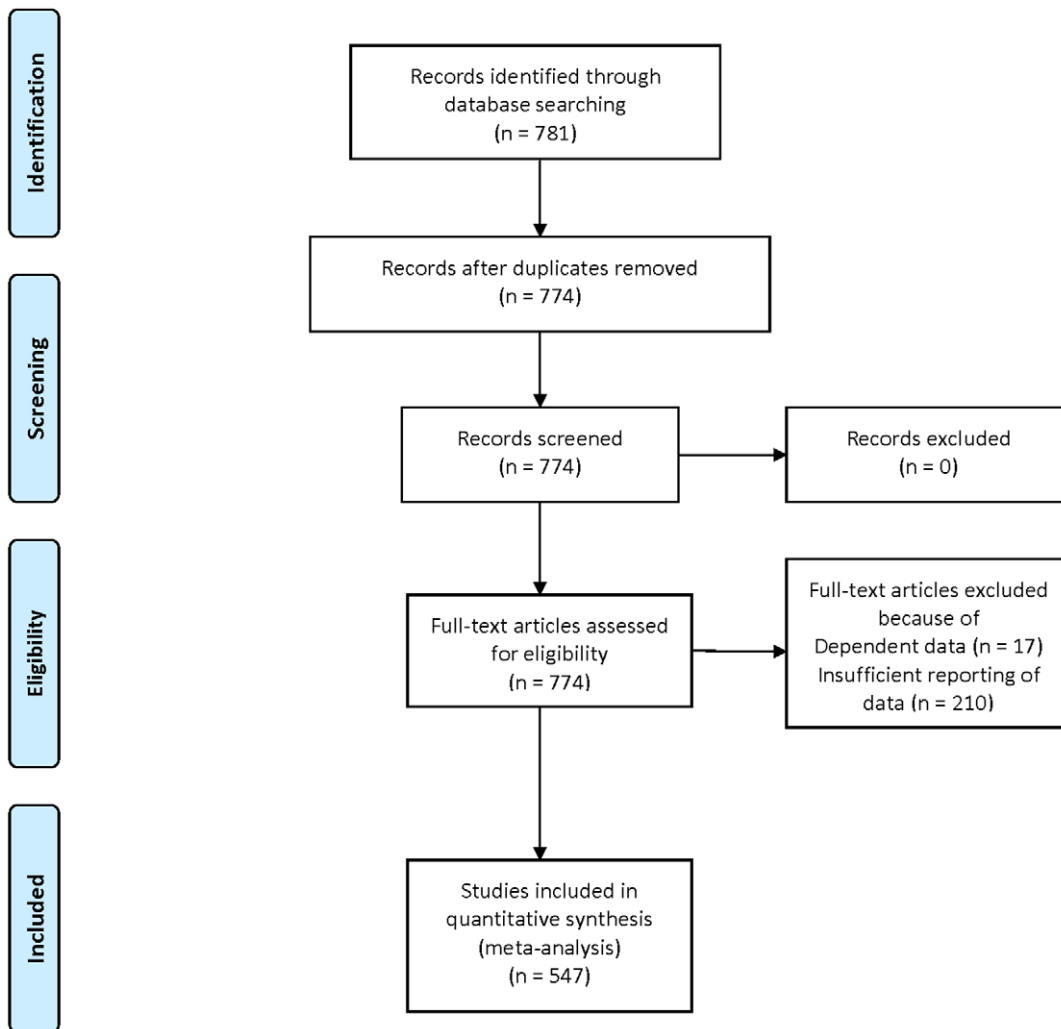 Identification
Records identified through
database searching
(n = 781)
Records after duplicates removed
(n = 774)
Screening
Records screened
(n = 774)
Records excluded
(n = 0)
Eligibility
Full-text articles assessed
for eligibility
(n = 774)
Full-text articles excluded
because of
Dependent data (n = 17)
Insufficient reporting of
data (n = 210)
Included
Studies included in
quantitative synthesis
(meta-analysis)
(n = 547)